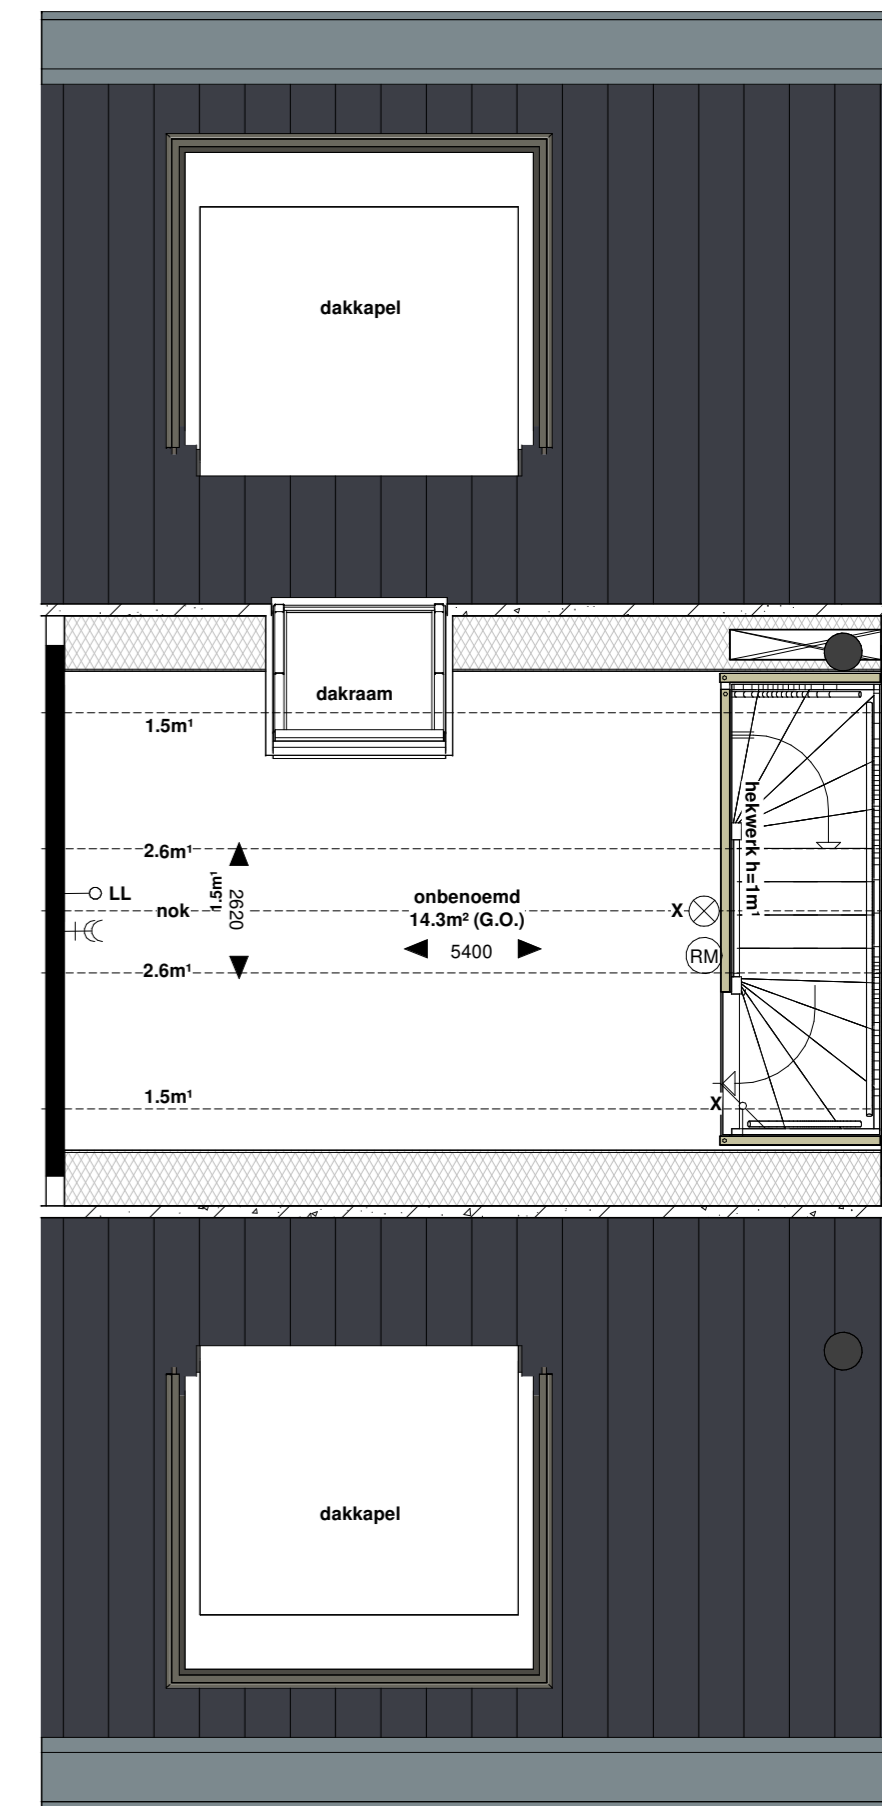 dakkapel
dakraam
1.5m¹
hekwerk h=1m¹
2.6m¹
LL
1.5m¹
2620
nok
onbenoemd
14.3m² (G.O.)
5400
X
RM
2.6m¹
1.5m¹
X
dakkapel